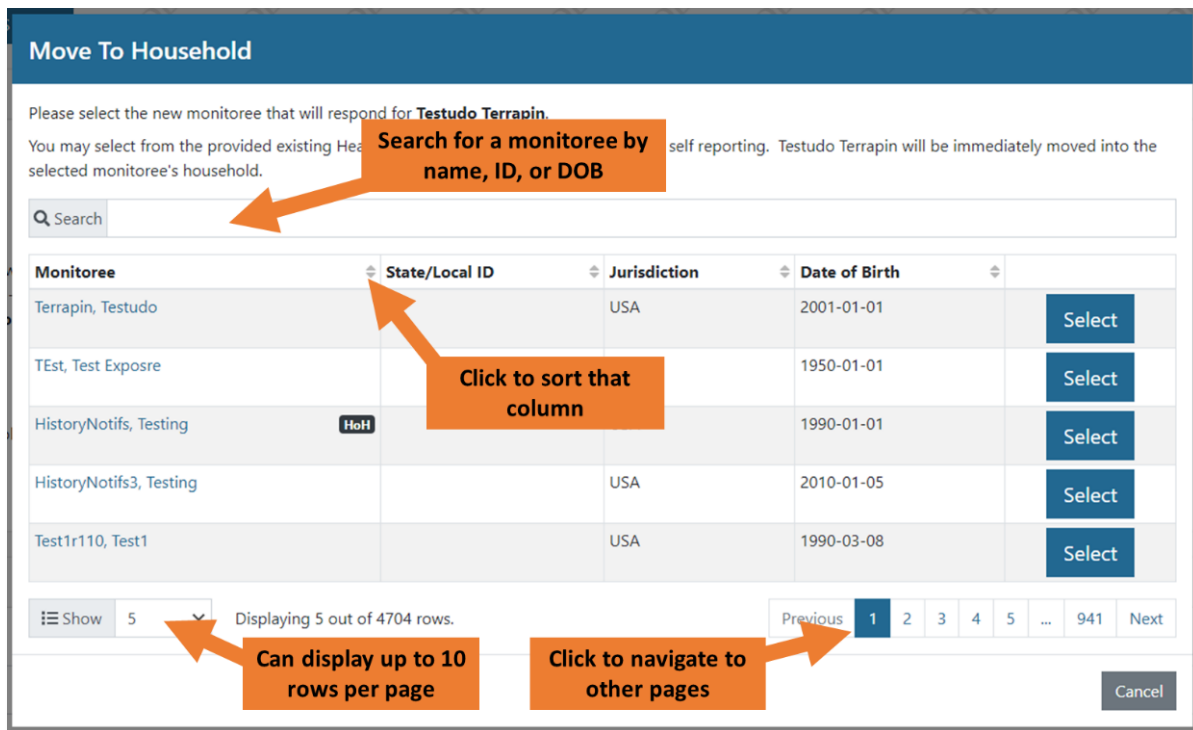 Move To Household
Please select the new monitoree that will respond for Testudo Terrapin.
You may select from the provided existing Hea
self reporting. Testudo Terrapin will be immediately moved into the
selected monitoree's household.
Search for a monitoree by
name, ID, or DOB
Search
Monitoree State/Local ID Jurisdiction Date of Birth
Terrapin, Testudo USA 2001-01-01 Select
TEst, Test Exposre 1950-01-01 Select
Click to sort that
column
HistoryNotifs, Testing HoH 1990-01-01 Select
HistoryNotifs3, Testing USA 2010-01-05 Select
Test1r110, Test1 USA 1990-03-08 Select
Show 5 Displaying 5 out of 4704 rows. Previous 1 2 3 4 5 ... 941 Next
Can display up to 10
rows per page
Click to navigate to
other pages
Cancel